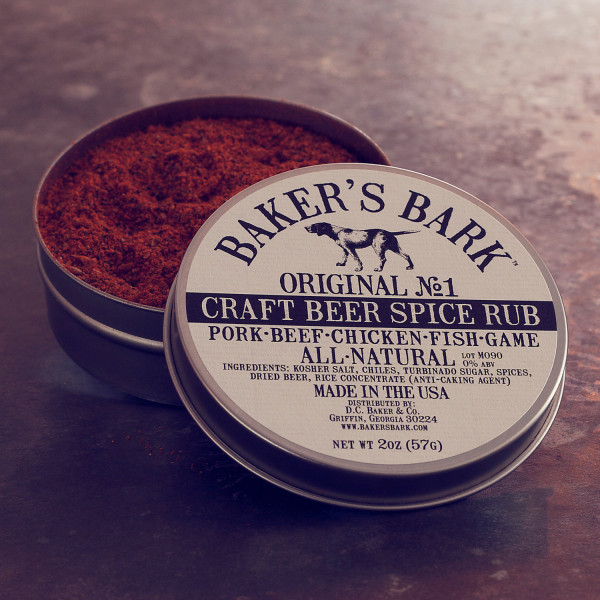 BAKER'S BARK™
ORIGINAL №1
CRAFT BEER SPICE RUB
PORK·BEEF·CHICKEN·FISH·GAME
ALL·NATURAL LOT M090
0% ABV
INGREDIENTS: KOSHER SALT, CHILES, TURBINADO SUGAR, SPICES,
DRIED BEER, RICE CONCENTRATE (ANTI-CAKING AGENT)
MADE IN THE USA
DISTRIBUTED BY:
D.C. BAKER & CO.
GRIFFIN, GEORGIA 30224
WWW.BAKERSBARK.COM
NET WT 2OZ (57G)